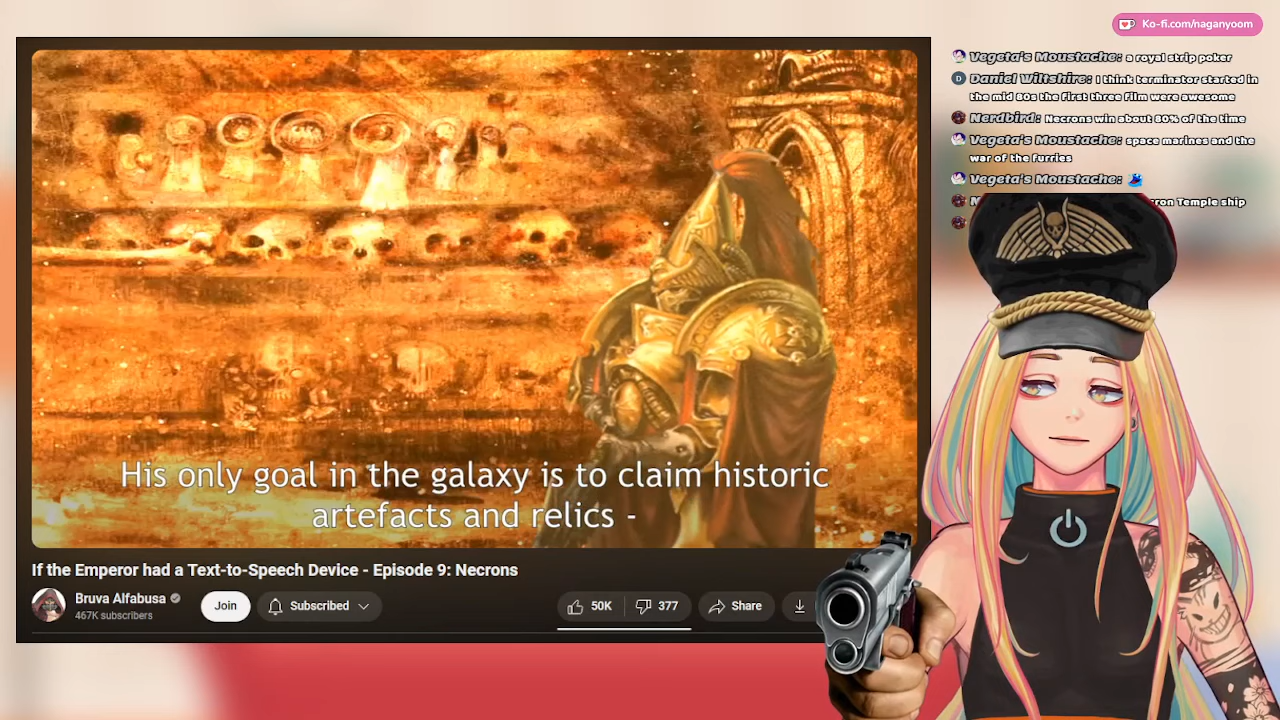 Ko-fi.com/naganyoom
Vegeta's Moustache: a royal strip poker
Daniel Wiltshire: I think terminator started in
the mid 80s the first three film were awesome
Nerdbird: Necrons win about 80% of the time
Vegeta's Moustache: space marines and the
war of the furries
Vegeta's Moustache:
Temple ship
His only goal in the galaxy is to claim historic
artefacts and relics -
If the Emperor had a Text-to-Speech Device - Episode 9: Necrons
Bruva Alfabusa
467K subscribers
Join
Subscribed
50K
377
Share